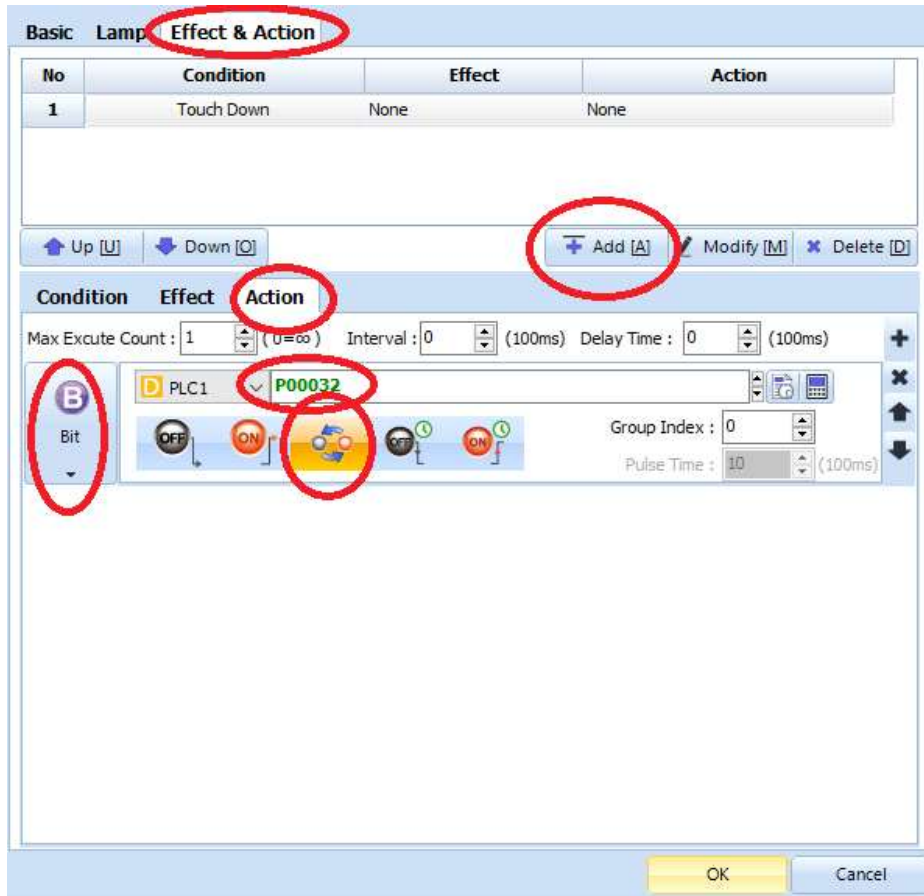 Basic Lamp Effect & Action
No Condition Effect Action
1 Touch Down None None
Up [U] Down [O] Add [A] Modify [M] Delete [D]
Condition Effect Action
Max Excute Count : 1 ( 0=∞ ) Interval : 0 (100ms) Delay Time : 0 (100ms)
B Bit
D PLC1 P00032
OFF ON OFF ON
Group Index : 0
Pulse Time : 10 (100ms)
OK Cancel